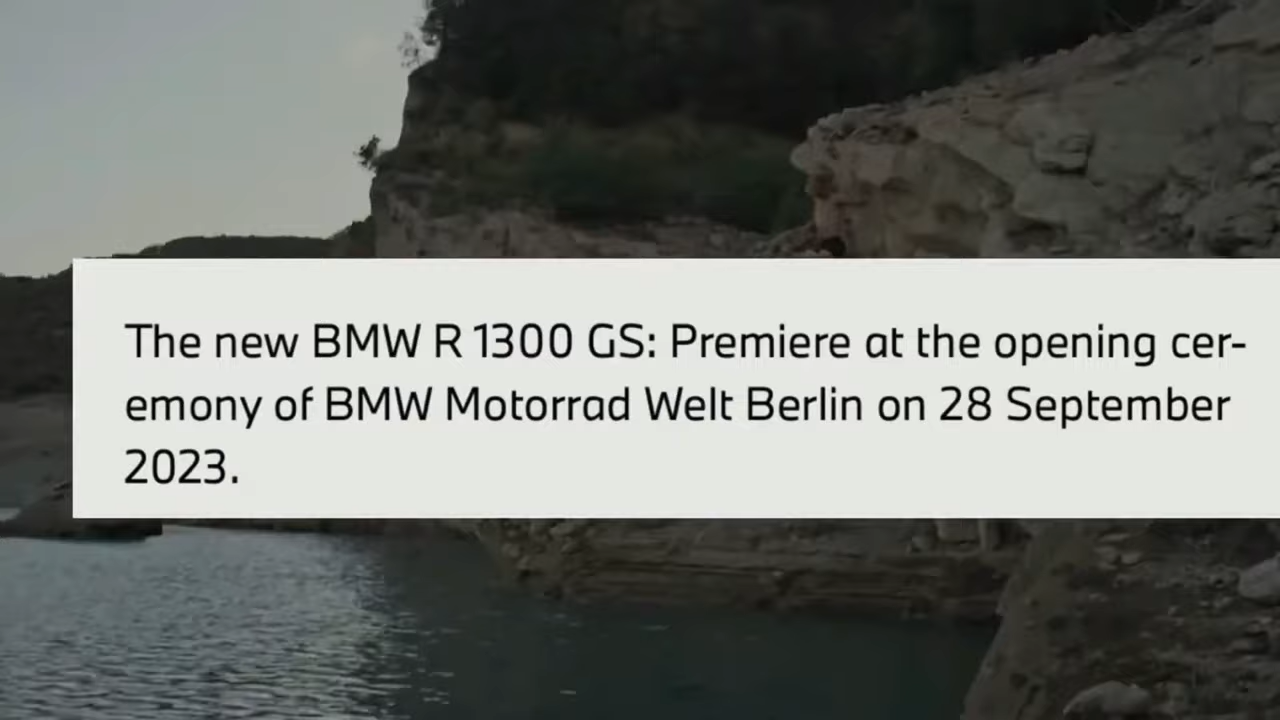 The new BMW R 1300 GS: Premiere at the opening cer-
emony of BMW Motorrad Welt Berlin on 28 September
2023.